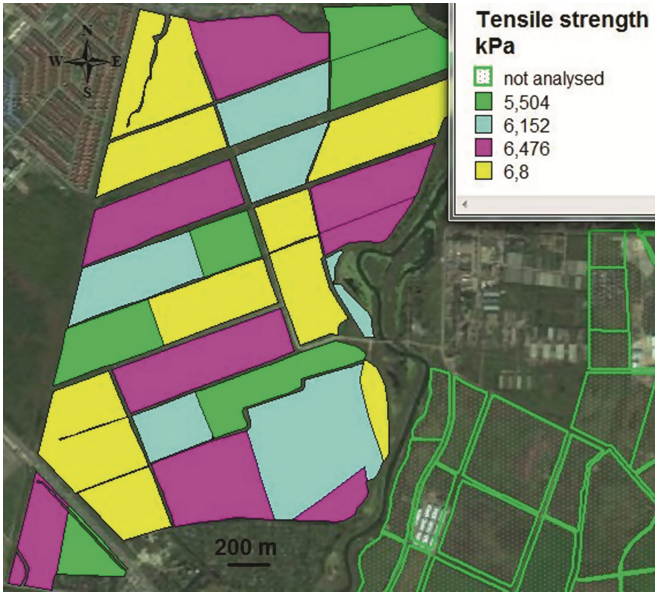 Tensile strength
kPa
not analysed
5,504
6,152
6,476
6,8
N
W E
S
200 m